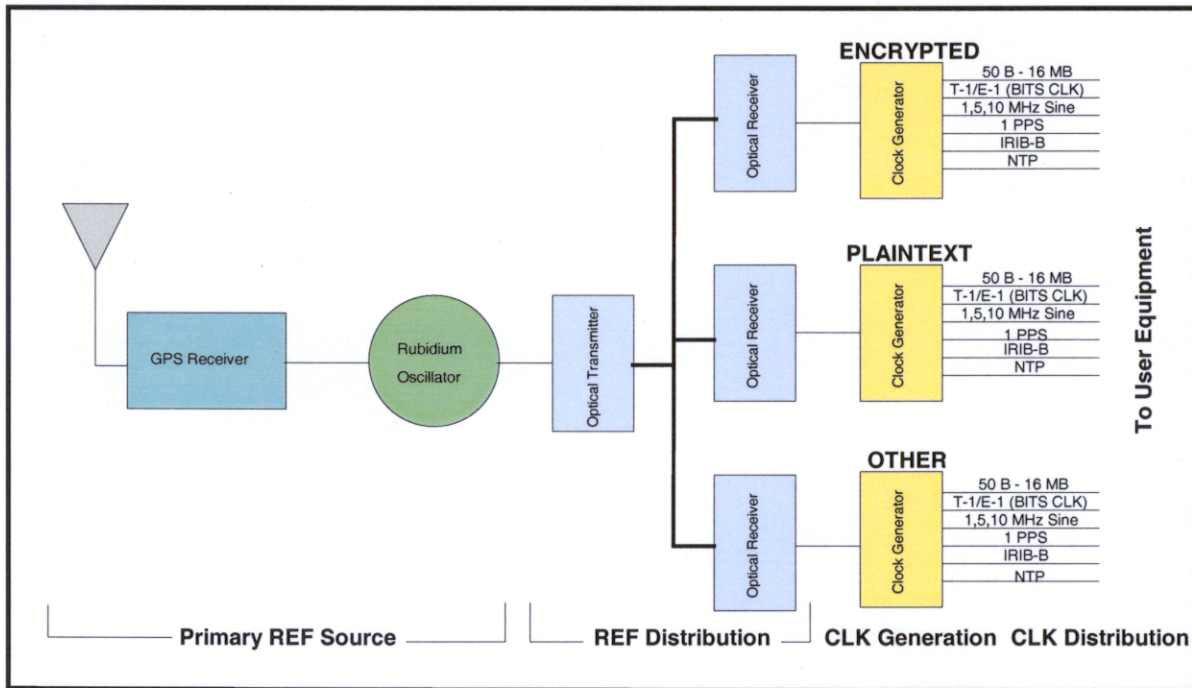 ENCRYPTED
Optical Receiver
Clock Generator
50 B - 16 MB
T-1/E-1 (BITS CLK)
1,5,10 MHz Sine
1 PPS
IRIB-B
NTP
GPS Receiver
Rubidium
Oscillator
Optical Transmitter
PLAINTEXT
Optical Receiver
Clock Generator
50 B - 16 MB
T-1/E-1 (BITS CLK)
1,5,10 MHz Sine
1 PPS
IRIB-B
NTP
To User Equipment
OTHER
Optical Receiver
Clock Generator
50 B - 16 MB
T-1/E-1 (BITS CLK)
1,5,10 MHz Sine
1 PPS
IRIB-B
NTP
Primary REF Source
REF Distribution
CLK Generation
CLK Distribution